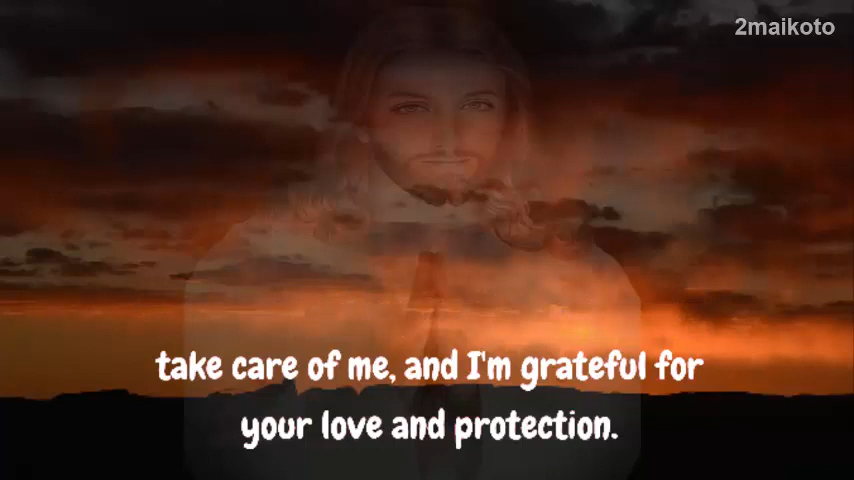 2maikoto
take care of me, and I'm grateful for
your love and protection.